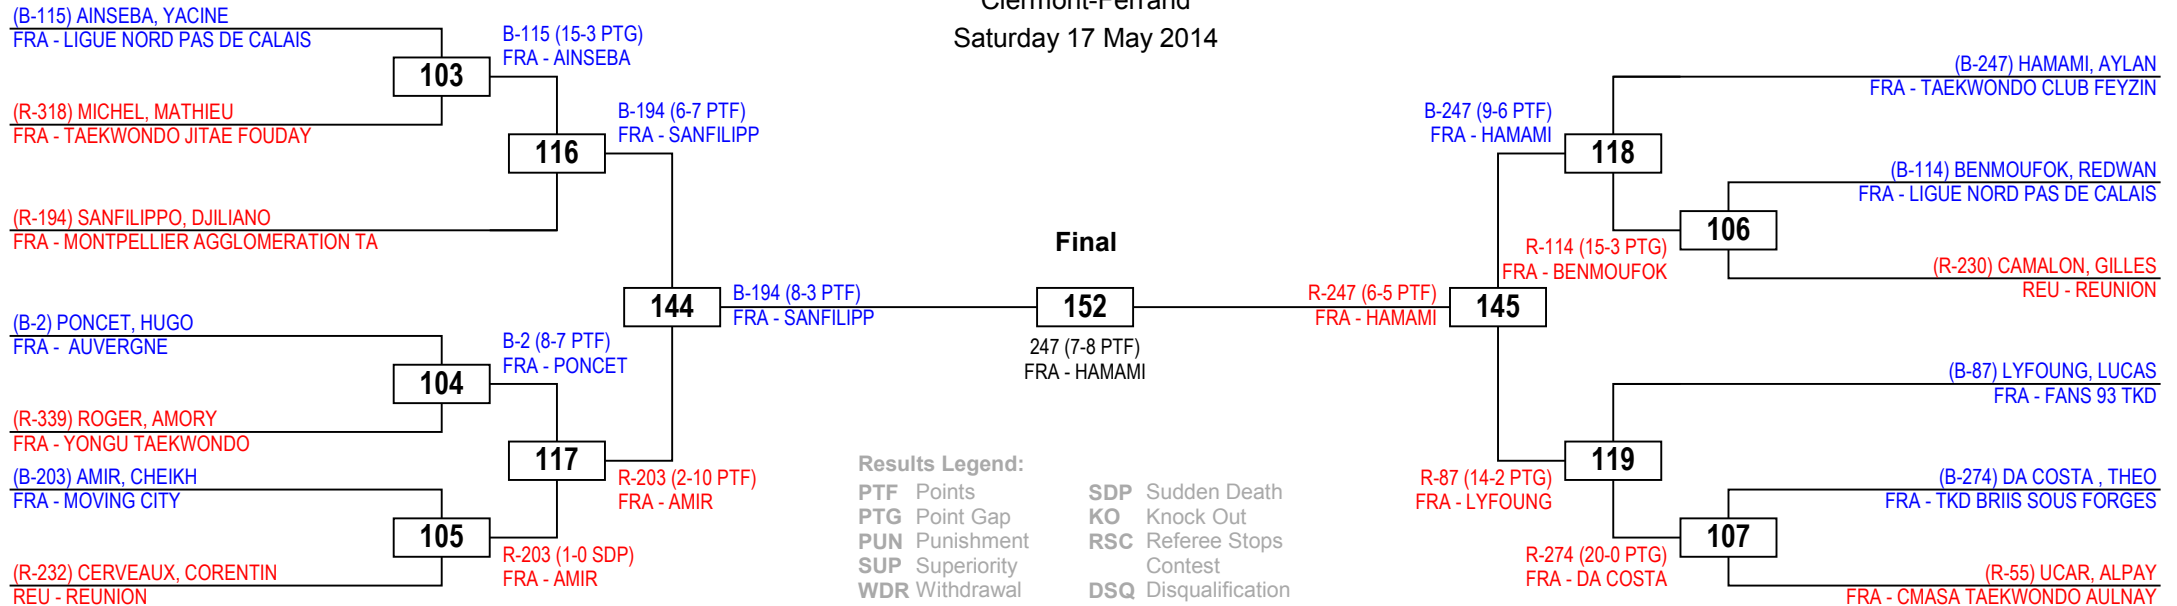 Clermont-Ferrand
Saturday 17 May 2014
(B-115) AINSEBA, YACINE
FRA - LIGUE NORD PAS DE CALAIS
103
B-115 (15-3 PTG)
FRA - AINSEBA
(R-318) MICHEL, MATHIEU
FRA - TAEKWONDO JITAE FOUDAY
116
B-194 (6-7 PTF)
FRA - SANFILIPP
(R-194) SANFILIPPO, DJILIANO
FRA - MONTPELLIER AGGLOMERATION TA
144
B-194 (8-3 PTF)
FRA - SANFILIPP
(B-2) PONCET, HUGO
FRA -  AUVERGNE
104
B-2 (8-7 PTF)
FRA - PONCET
(R-339) ROGER, AMORY
FRA - YONGU TAEKWONDO
117
R-203 (2-10 PTF)
FRA - AMIR
(B-203) AMIR, CHEIKH
FRA - MOVING CITY
105
R-203 (1-0 SDP)
FRA - AMIR
(R-232) CERVEAUX, CORENTIN
REU - REUNION
Final
152
247 (7-8 PTF)
FRA - HAMAMI
(B-247) HAMAMI, AYLAN
FRA - TAEKWONDO CLUB FEYZIN
B-247 (9-6 PTF)
FRA - HAMAMI
118
(B-114) BENMOUFOK, REDWAN
FRA - LIGUE NORD PAS DE CALAIS
106
R-114 (15-3 PTG)
FRA - BENMOUFOK
(R-230) CAMALON, GILLES
REU - REUNION
R-247 (6-5 PTF)
FRA - HAMAMI
145
(B-87) LYFOUNG, LUCAS
FRA - FANS 93 TKD
119
R-87 (14-2 PTG)
FRA - LYFOUNG
(B-274) DA COSTA , THEO
FRA - TKD BRIIS SOUS FORGES
107
R-274 (20-0 PTG)
FRA - DA COSTA
(R-55) UCAR, ALPAY
FRA - CMASA TAEKWONDO AULNAY
Results Legend:
PTF Points
PTG Point Gap
PUN Punishment
SUP Superiority
WDR Withdrawal
SDP Sudden Death
KO Knock Out
RSC Referee Stops
Contest
DSQ Disqualification